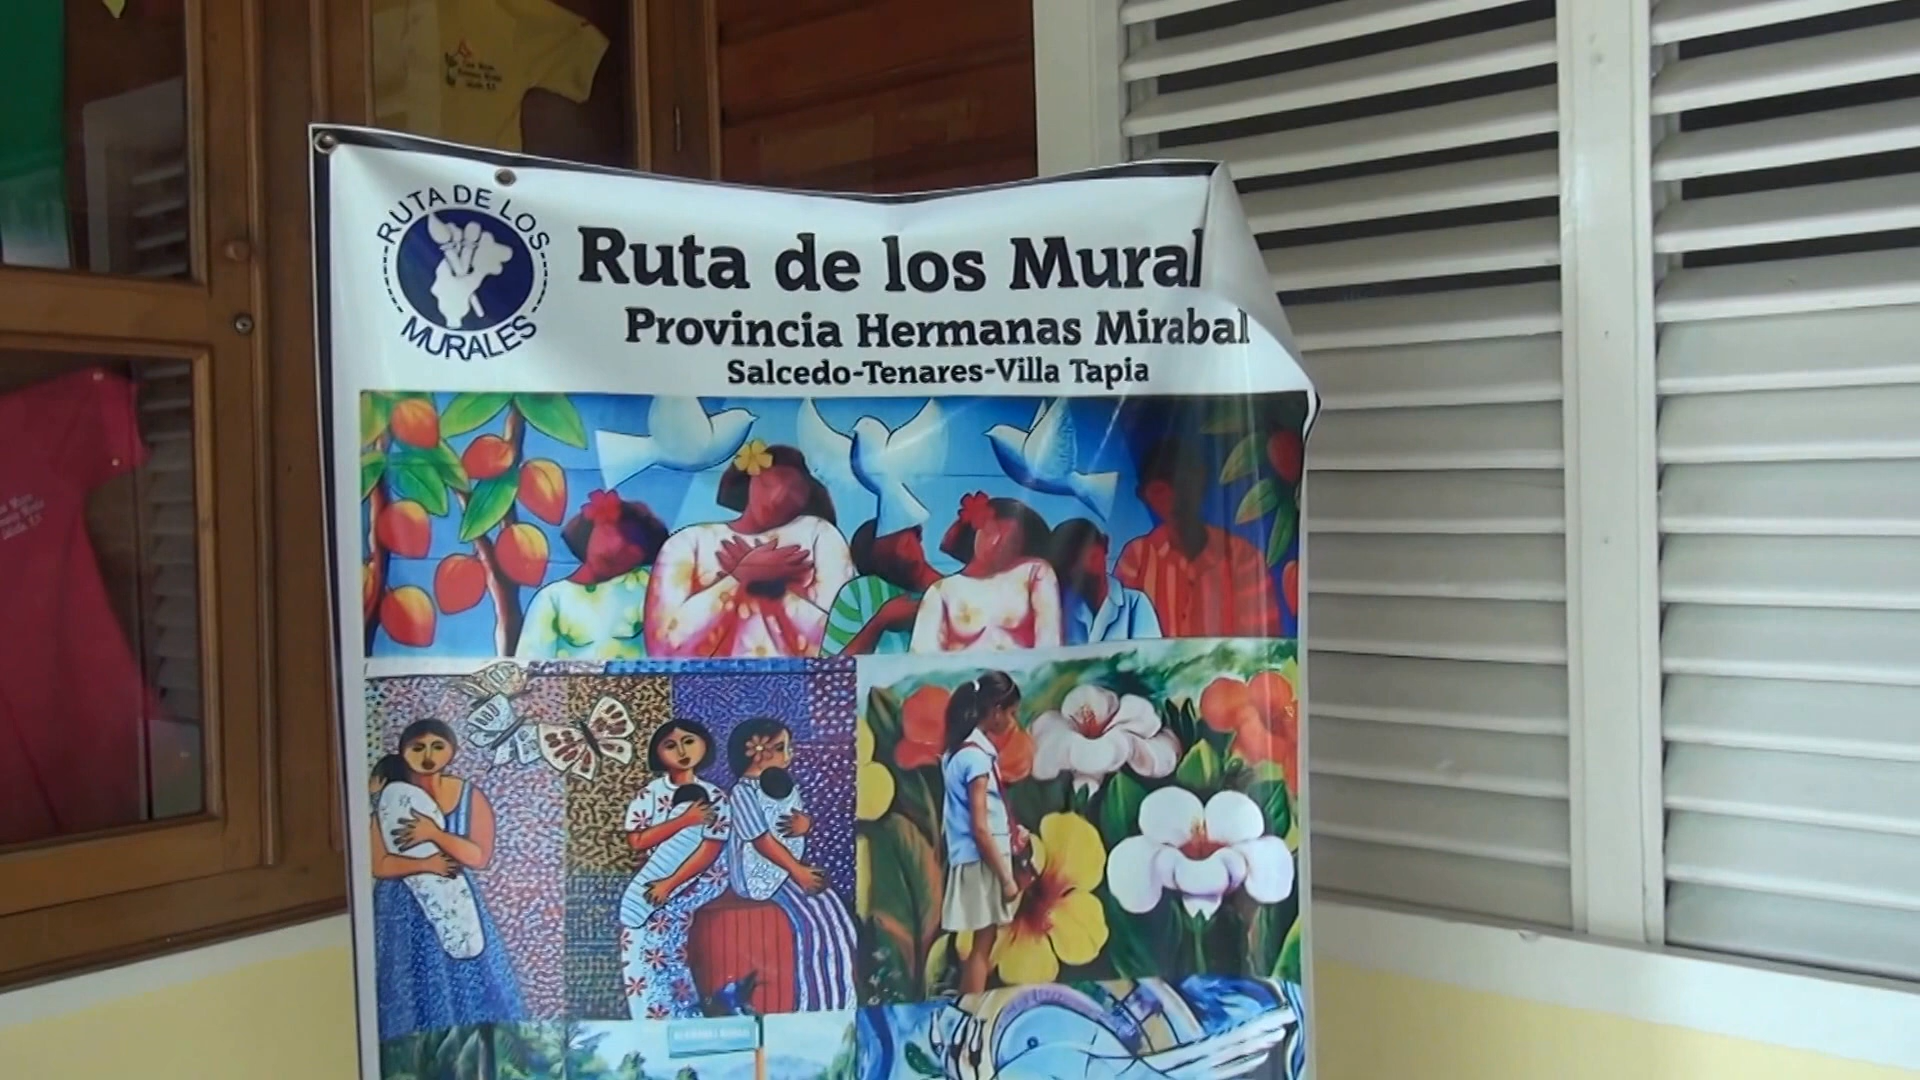 RUTA DE LOS
MURALES
Ruta de los Mural
Provincia Hermanas Mirabal
Salcedo-Tenares-Villa Tapia